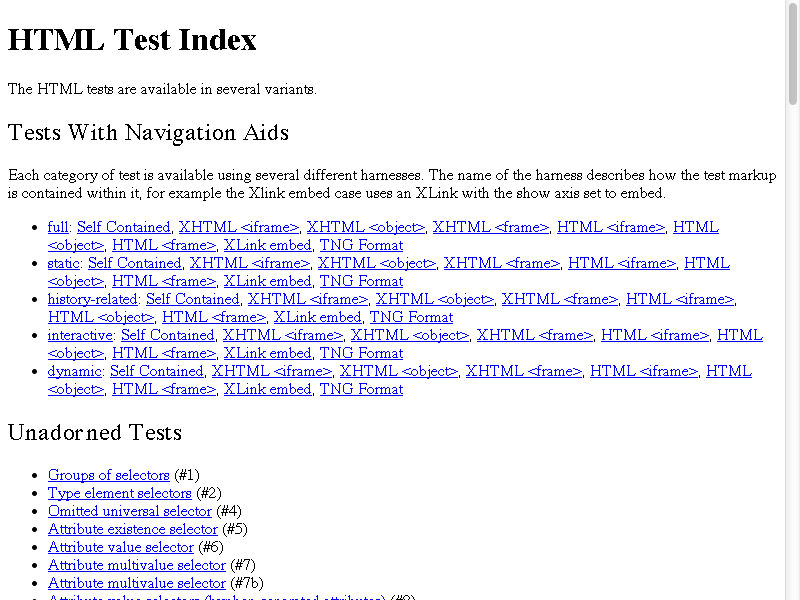 HTML Test Index
The HTML tests are available in several variants.
Tests With Navigation Aids
Each category of test is available using several different harnesses. The name of the harness describes how the test markup
is contained within it, for example the Xlink embed case uses an XLink with the show axis set to embed.
full: Self Contained, XHTML <iframe>, XHTML <object>, XHTML <frame>, HTML <iframe>, HTML
<object>, HTML <frame>, XLink embed, TNG Format
static: Self Contained, XHTML <iframe>, XHTML <object>, XHTML <frame>, HTML <iframe>, HTML
<object>, HTML <frame>, XLink embed, TNG Format
history-related: Self Contained, XHTML <iframe>, XHTML <object>, XHTML <frame>, HTML <iframe>,
HTML <object>, HTML <frame>, XLink embed, TNG Format
interactive: Self Contained, XHTML <iframe>, XHTML <object>, XHTML <frame>, HTML <iframe>, HTML
<object>, HTML <frame>, XLink embed, TNG Format
dynamic: Self Contained, XHTML <iframe>, XHTML <object>, XHTML <frame>, HTML <iframe>, HTML
<object>, HTML <frame>, XLink embed, TNG Format
Unadorned Tests
Groups of selectors (#1)
Type element selectors (#2)
Omitted universal selector (#4)
Attribute existence selector (#5)
Attribute value selector (#6)
Attribute multivalue selector (#7)
Attribute multivalue selector (#7b)
Attribute value selectors (hyphen-separated attributes) (#8)